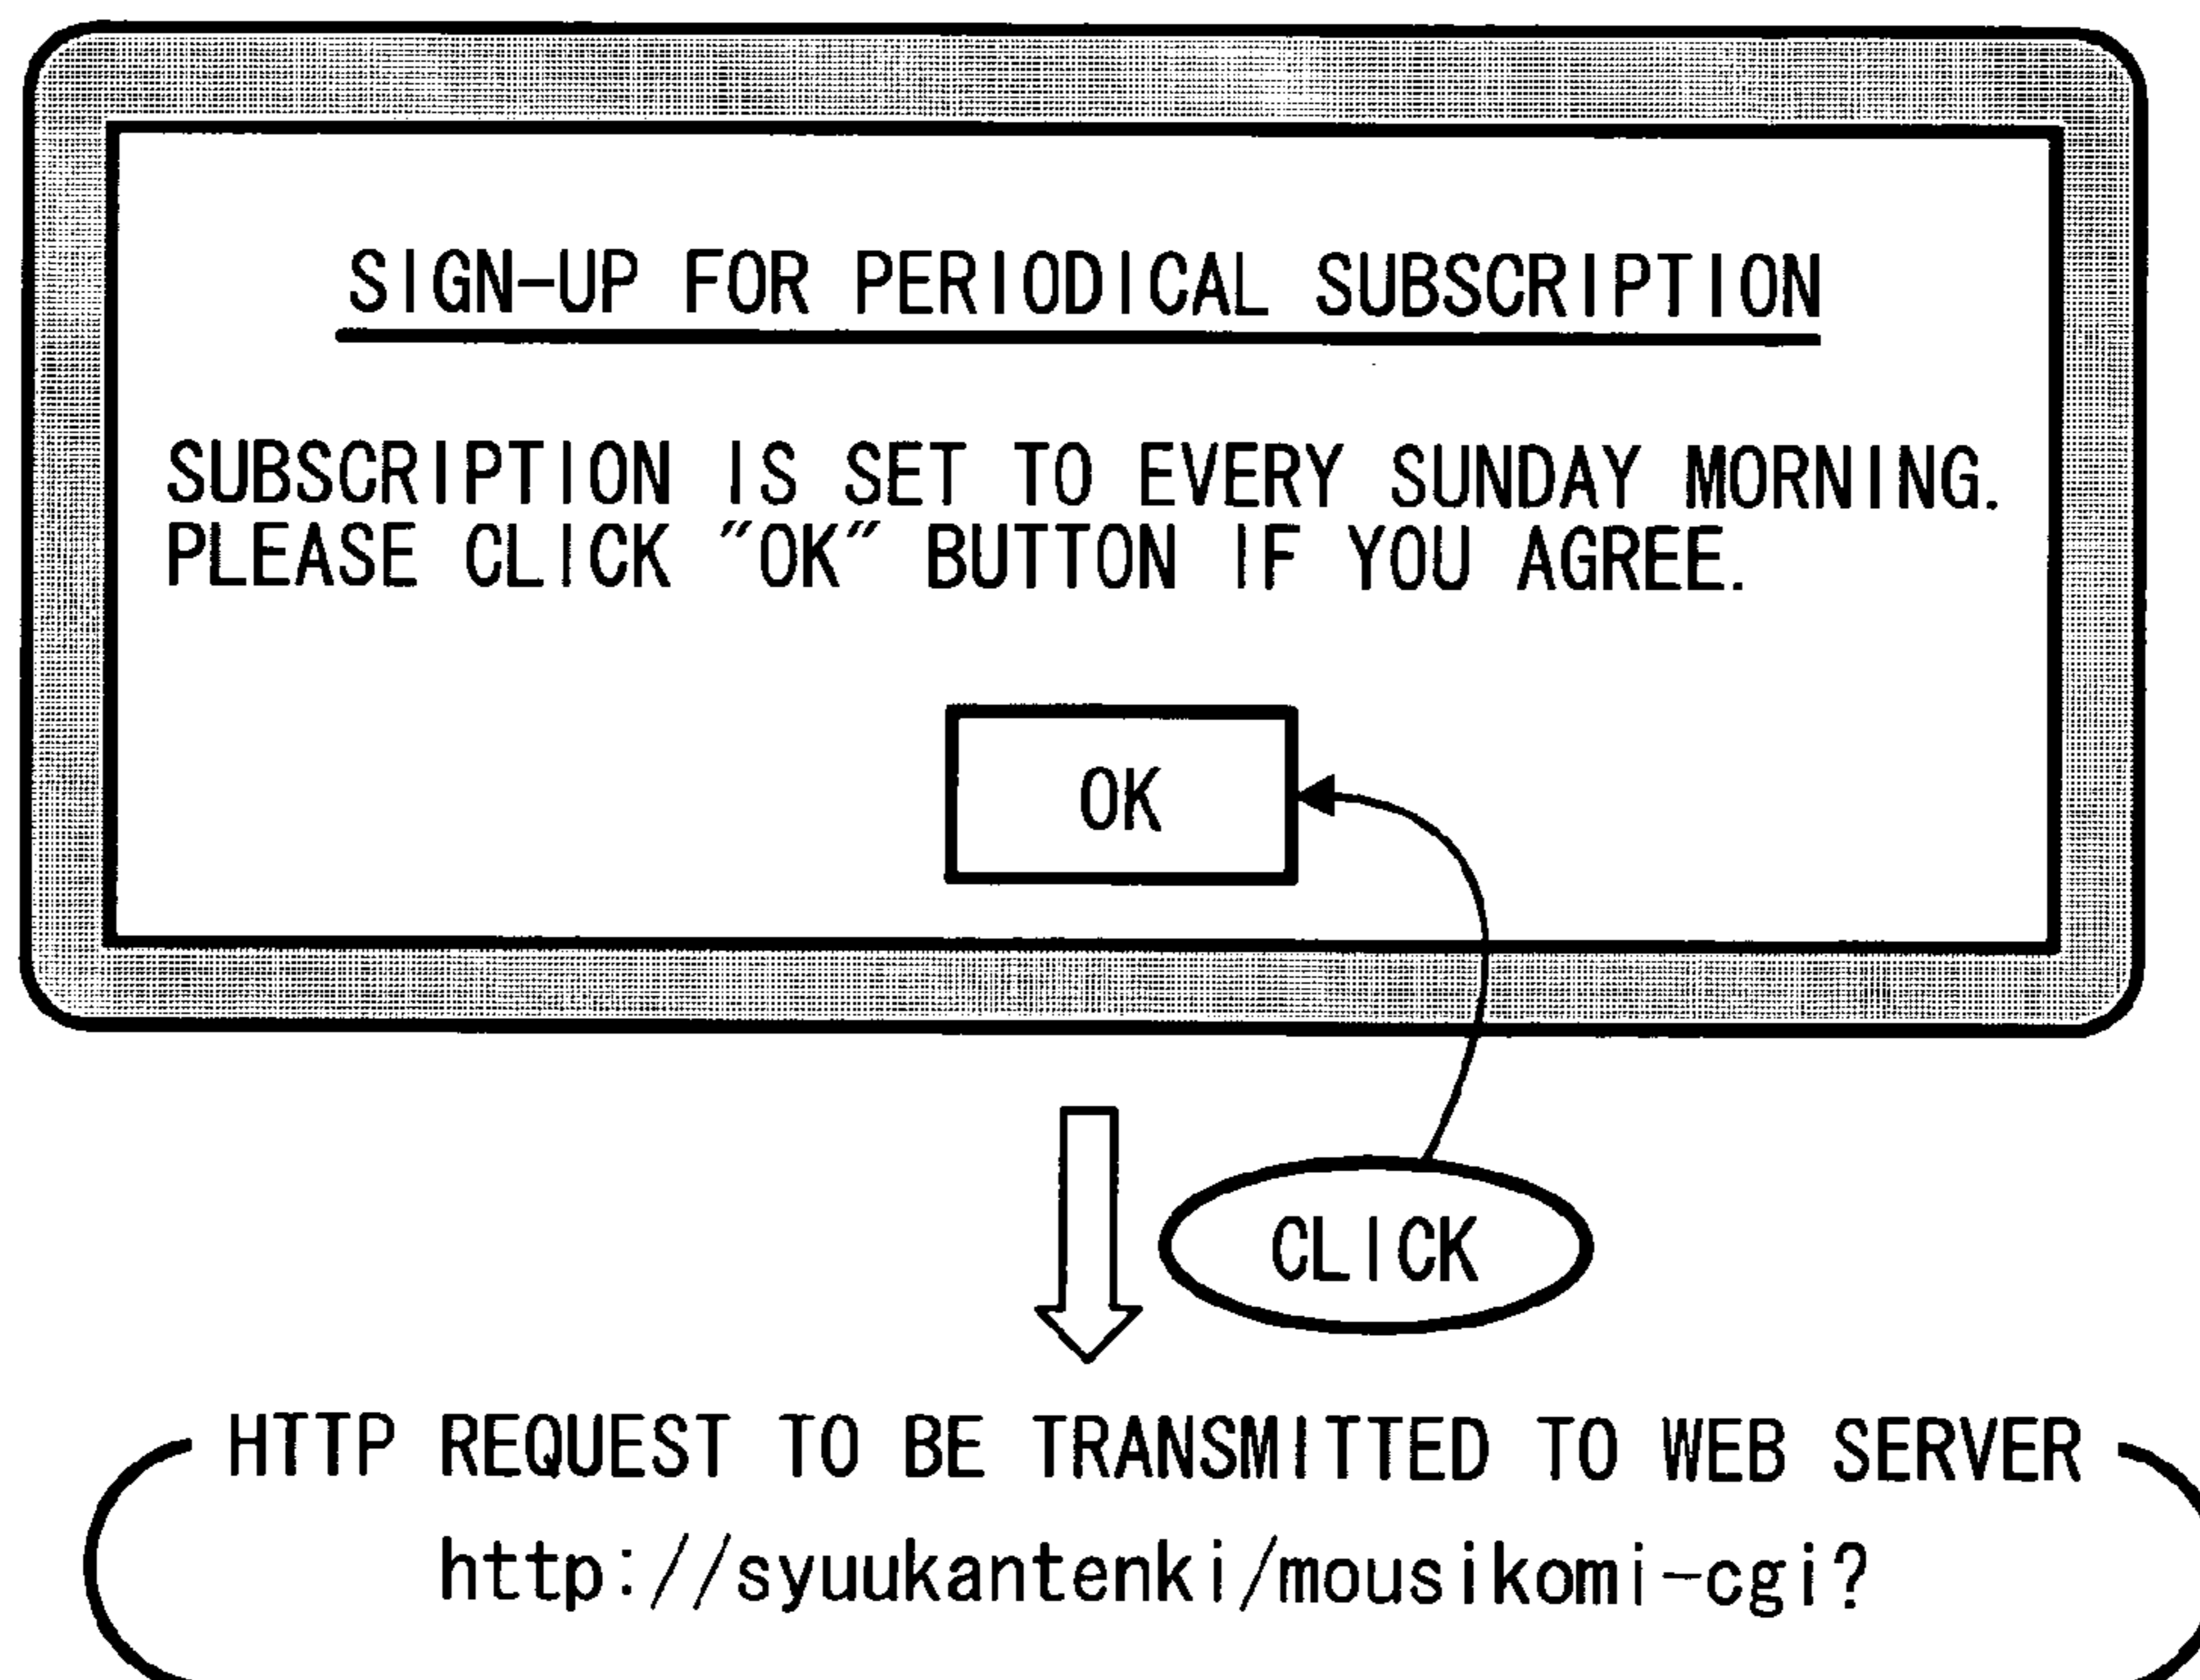 SIGN-UP FOR PERIODICAL SUBSCRIPTION
SUBSCRIPTION IS SET TO EVERY SUNDAY MORNING.
PLEASE CLICK "OK" BUTTON IF YOU AGREE.
OK
CLICK
HTTP REQUEST TO BE TRANSMITTED TO WEB SERVER
http://syuukantenki/mousikomi-cgi?